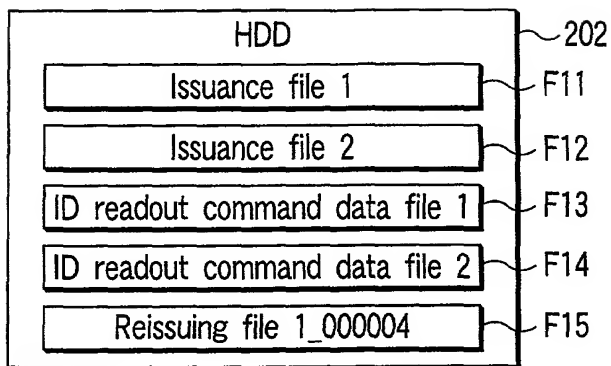 HDD 202
Issuance file 1 F11
Issuance file 2 F12
ID readout command data file 1 F13
ID readout command data file 2 F14
Reissuing file 1_000004 F15